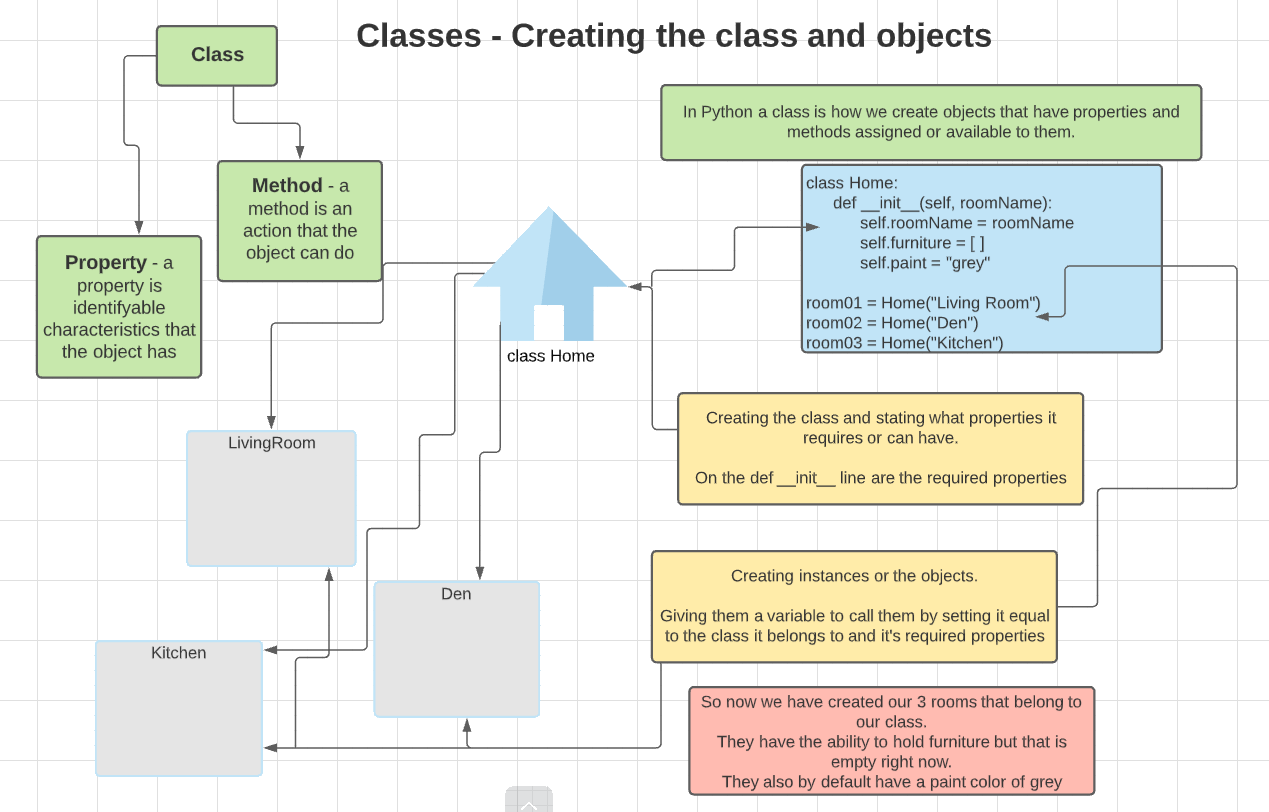 Classes - Creating the class and objects
Class
In Python a class is how we create objects that have properties and
methods assigned or available to them.
Method - a
method is an
action that the
object can do
Property - a
property is
identifyable
characteristics that
the object has
class Home:
def __init__(self, roomName):
self.roomName = roomName
self.furniture = [ ]
self.paint = "grey"
room01 = Home("Living Room")
room02 = Home("Den")
room03 = Home("Kitchen")
class Home
Creating the class and stating what properties it
requires or can have.
On the def __init__ line are the required properties
LivingRoom
Den
Kitchen
Creating instances or the objects.
Giving them a variable to call them by setting it equal
to the class it belongs to and it's required properties
So now we have created our 3 rooms that belong to
our class.
They have the ability to hold furniture but that is
empty right now.
They also by default have a paint color of grey